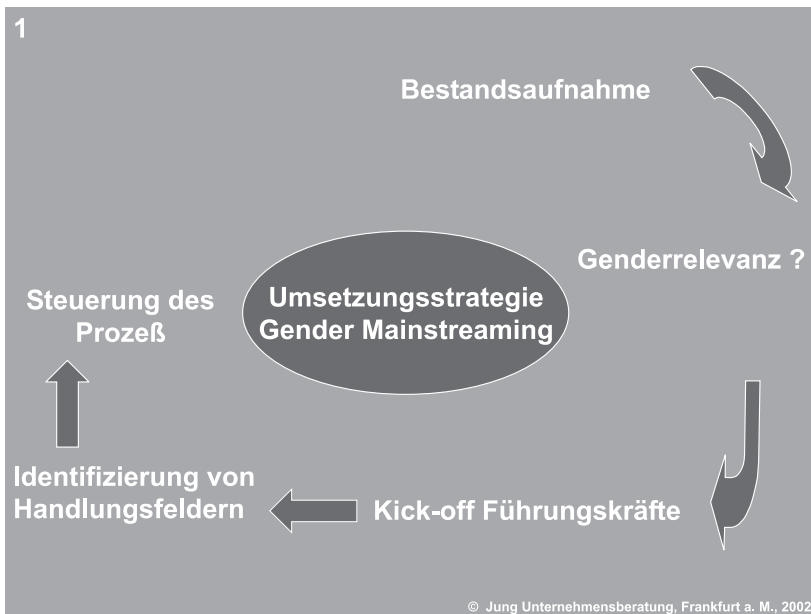 1
Bestandsaufnahme
Genderrelevanz ?
Umsetzungsstrategie
Gender Mainstreaming
Steuerung des
Prozeß
Identifizierung von
Handlungsfeldern
Kick-off Führungskräfte
© Jung Unternehmensberatung, Frankfurt a. M., 2002